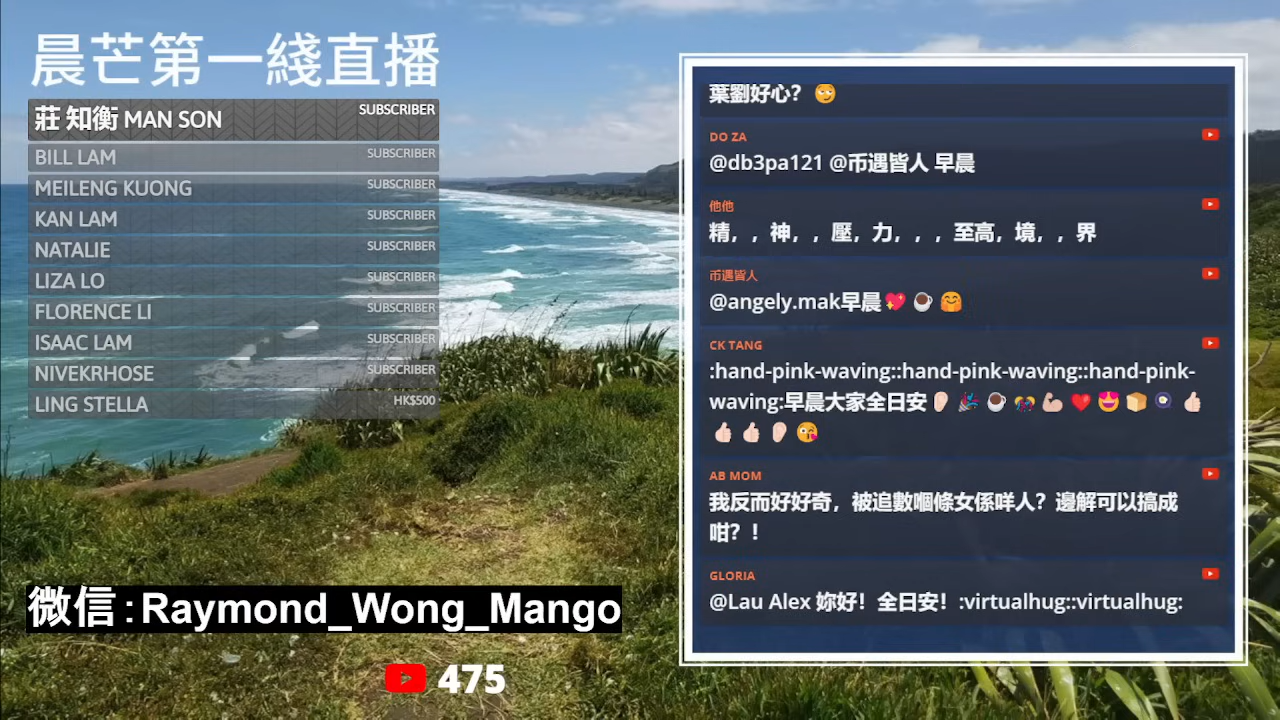 晨芒第一綫直播
莊 知衡 MAN SON SUBSCRIBER
BILL LAM SUBSCRIBER
MEILENG KUONG SUBSCRIBER
KAN LAM SUBSCRIBER
NATALIE SUBSCRIBER
LIZA LO SUBSCRIBER
FLORENCE LI SUBSCRIBER
ISAAC LAM SUBSCRIBER
NIVEKRHOSE SUBSCRIBER
LING STELLA HK$500
微信:Raymond_Wong_Mango
475
葉劉好心? 🙄
DO ZA
@db3pa121 @币遇皆人 早晨
他他
精，，神，，壓，力，，，至高，境，，界
币遇皆人
@angely.mak早晨💖☕🤗
CK TANG
:hand-pink-waving::hand-pink-waving::hand-pink-
waving:早晨大家全日安👂🏻🎉☕🎊💪🏻❤️😍🍞🧿👍🏻
👍🏻👍🏻👂🏻😘
AB MOM
我反而好好奇，被追數嗰條女係咩人？邊解可以搞成
咁？！
GLORIA
@Lau Alex 妳好！全日安！:virtualhug::virtualhug: